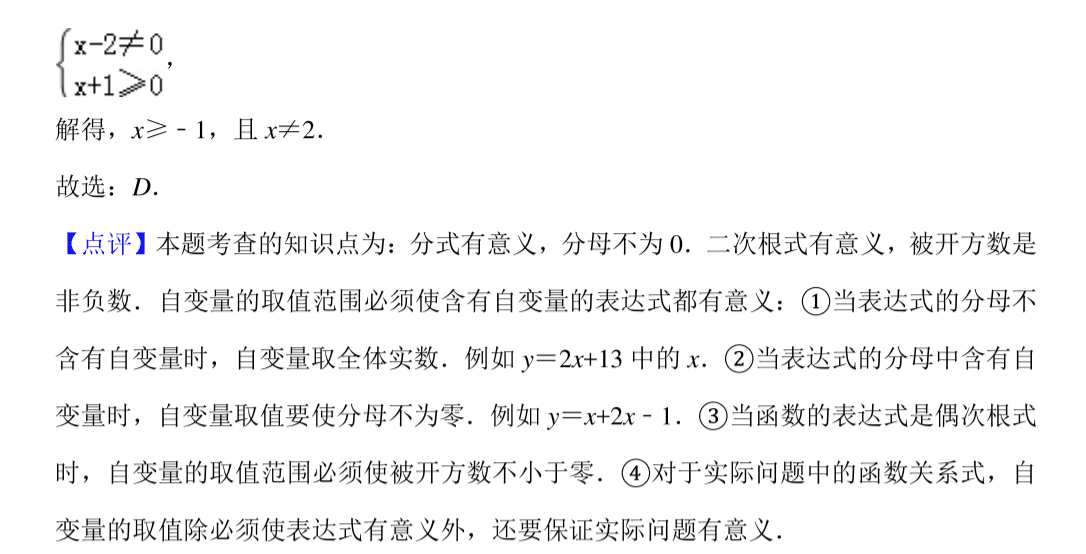 {x-2≠0
x+1⩾0,
解得，x⩾﹣1，且 x≠2．
故选：D．
【点评】本题考查的知识点为：分式有意义，分母不为 0．二次根式有意义，被开方数是
非负数．自变量的取值范围必须使含有自变量的表达式都有意义：①当表达式的分母不
含有自变量时，自变量取全体实数．例如 y＝2x+13 中的 x．②当表达式的分母中含有自
变量时，自变量取值要使分母不为零．例如 y＝x+2x﹣1．③当函数的表达式是偶次根式
时，自变量的取值范围必须使被开方数不小于零．④对于实际问题中的函数关系式，自
变量的取值除必须使表达式有意义外，还要保证实际问题有意义．